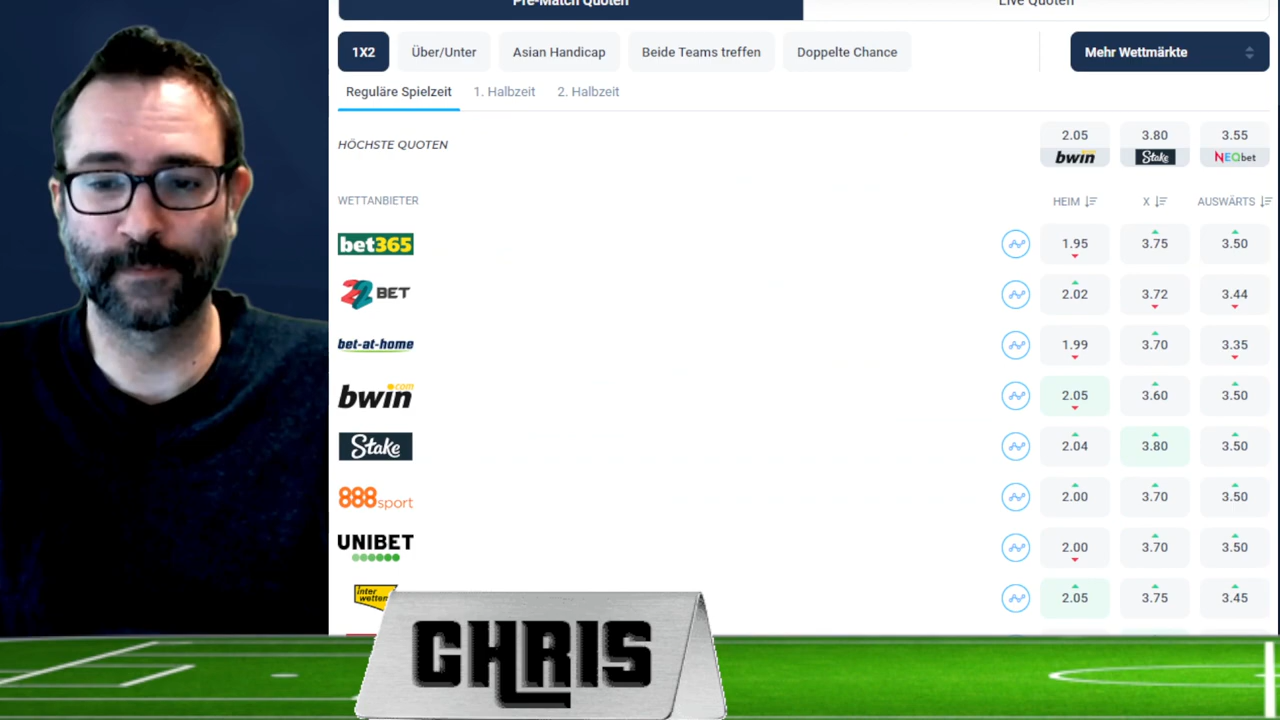 Pre-Match Quoten
Live Quoten
1X2
Über/Unter
Asian Handicap
Beide Teams treffen
Doppelte Chance
Mehr Wettmärkte
Reguläre Spielzeit
1. Halbzeit
2. Halbzeit
HÖCHSTE QUOTEN
2.05
3.80
3.55
bwin
Stake
NEObet
WETTANBIETER
HEIM
X
AUSWÄRTS
bet365
1.95
3.75
3.50
22BET
2.02
3.72
3.44
bet-at-home
1.99
3.70
3.35
bwin.com
2.05
3.60
3.50
Stake
2.04
3.80
3.50
888sport
2.00
3.70
3.50
UNIBET
2.00
3.70
3.50
inter
wetten
2.05
3.75
3.45
CHRIS